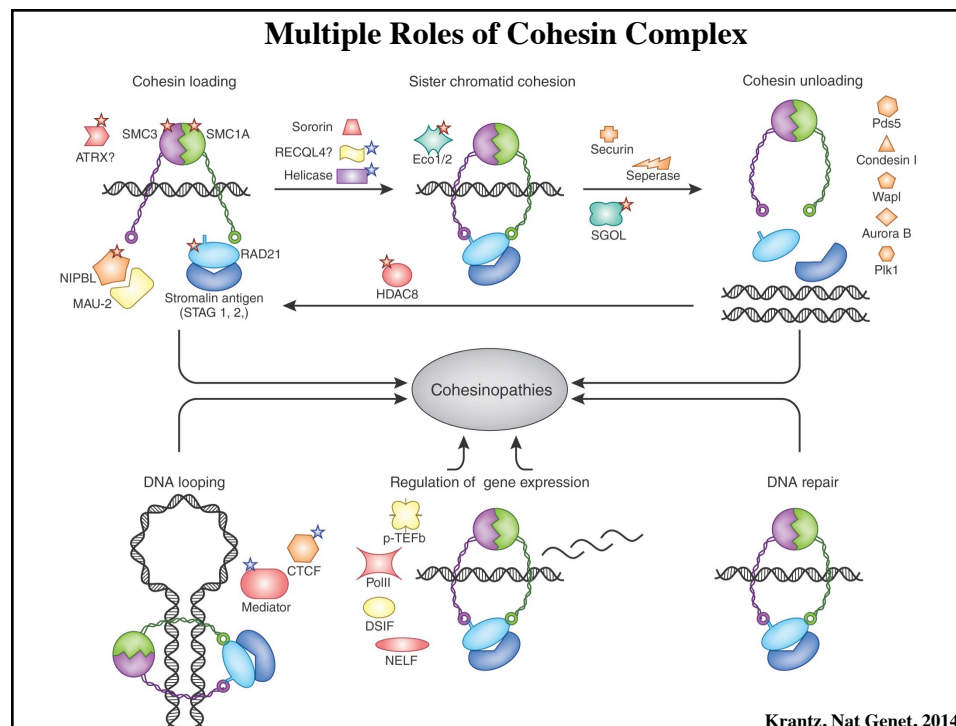 Multiple Roles of Cohesin Complex
Cohesin loading
Sister chromatid cohesion
Cohesin unloading
ATRX?
SMC3
SMC1A
NIPBL
MAU-2
RAD21
Stromalin antigen
(STAG 1, 2,)
Sororin
RECQL4?
Helicase
Eco1/2
HDAC8
Securin
Seperase
SGOL
Pds5
Condesin I
Wapl
Aurora B
Plk1
Cohesinopathies
DNA looping
CTCF
Mediator
Regulation of gene expression
p-TEFb
PolII
DSIF
NELF
DNA repair
Krantz, Nat Genet, 2014